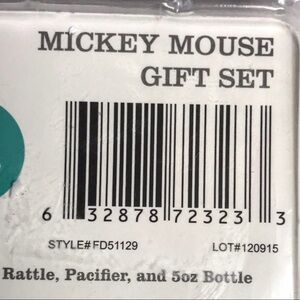 MICKEY MOUSE
GIFT SET
6 32878 72323 3
STYLE#FD51129 LOT#120915
Rattle, Pacifier, and 5oz Bottle